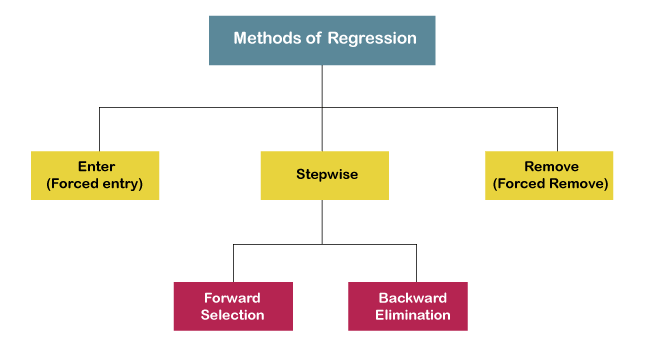 Methods of Regression
Enter
(Forced entry)
Stepwise
Remove
(Forced Remove)
Forward
Selection
Backward
Elimination